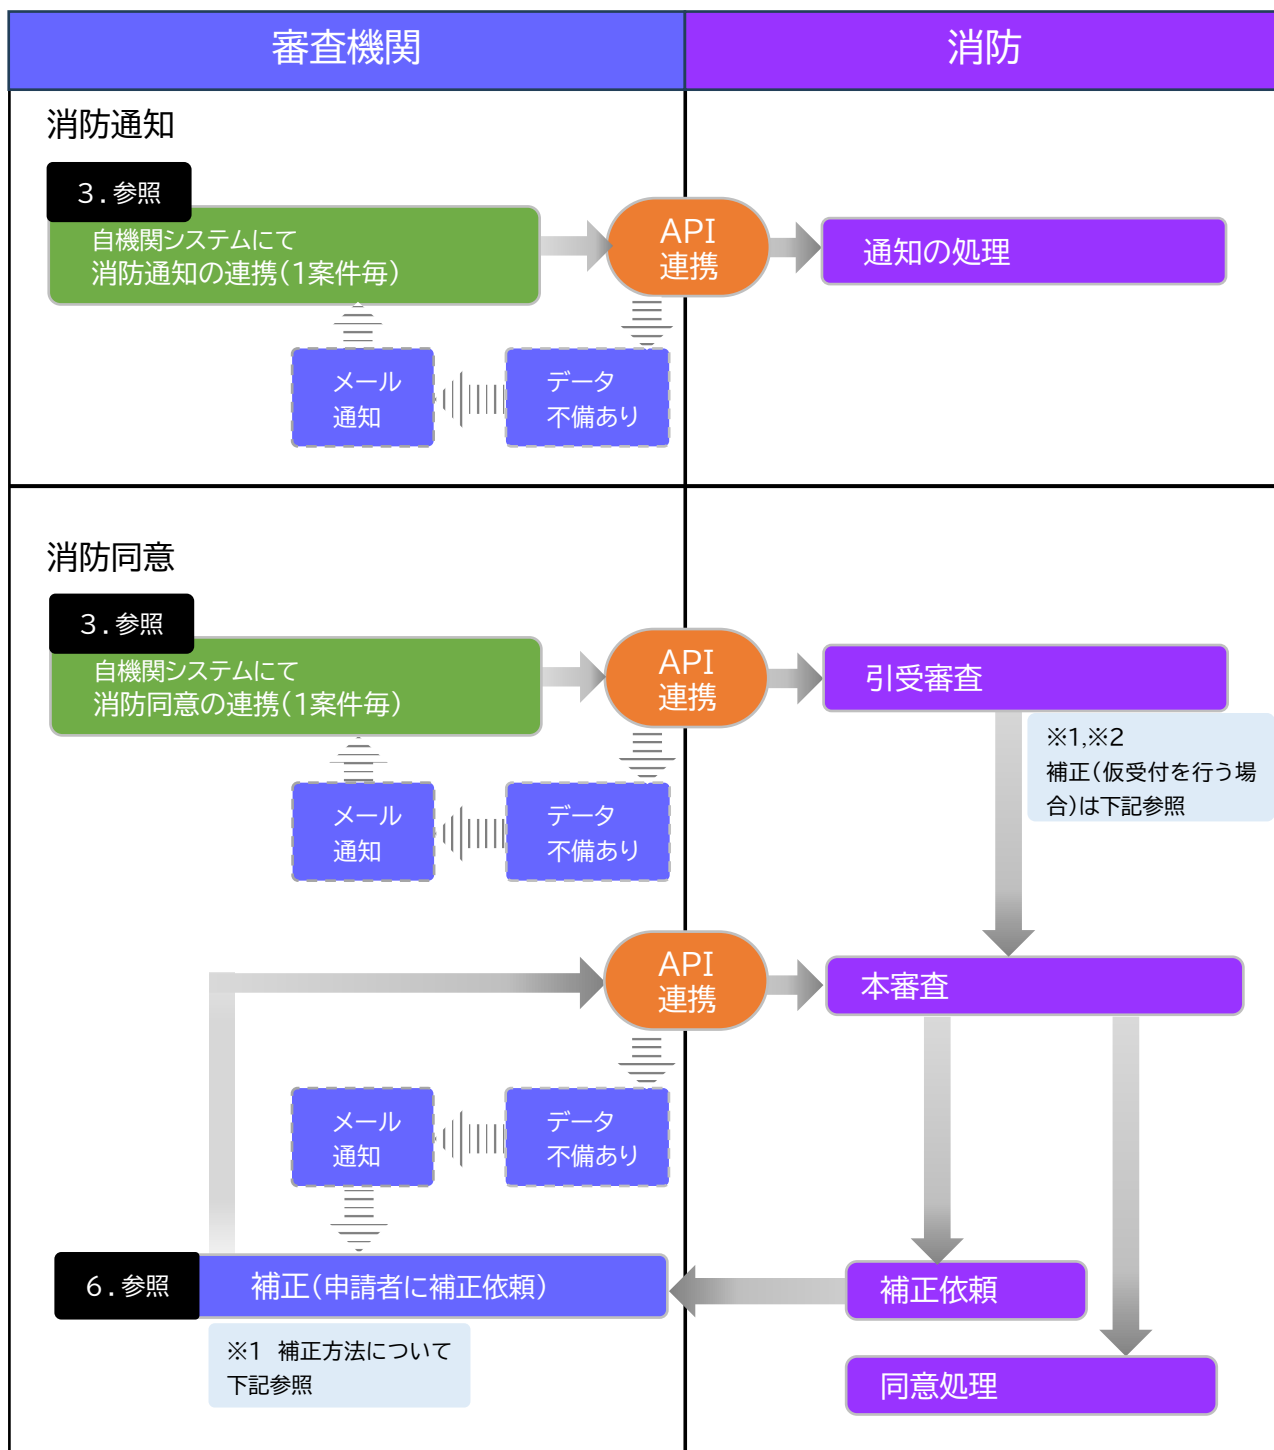 審査機関
消防
消防通知
３．参照
自機関システムにて
消防通知の連携（1案件毎）
API
連携
通知の処理
メール
通知
データ
不備あり
消防同意
３．参照
自機関システムにて
消防同意の連携（1案件毎）
API
連携
引受審査
※1,※2
補正（仮受付を行う場
合）は下記参照
メール
通知
データ
不備あり
API
連携
本審査
メール
通知
データ
不備あり
６．参照
補正（申請者に補正依頼）
補正依頼
※1　補正方法について
下記参照
同意処理